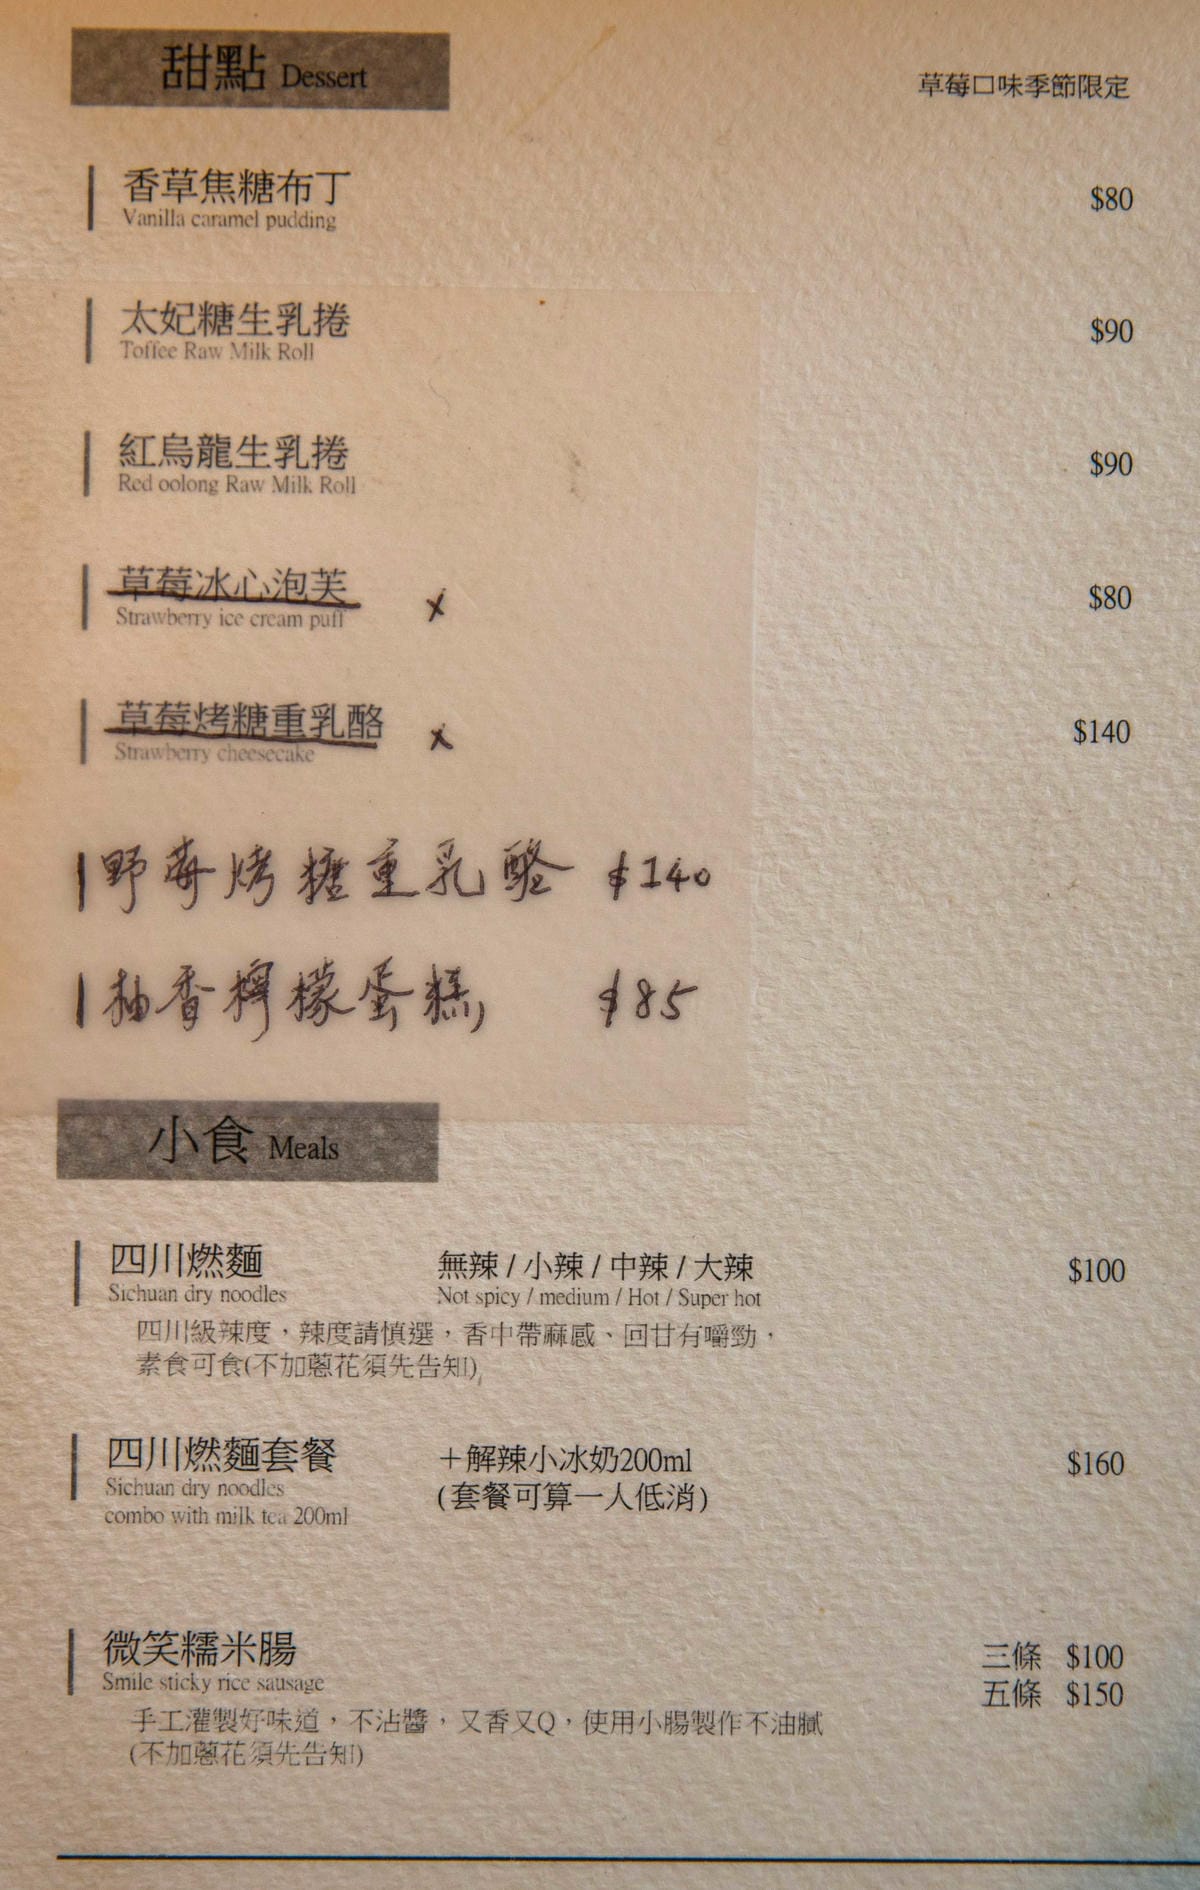 甜點 Dessert
草莓口味季節限定
香草焦糖布丁 $80
Vanilla caramel pudding
太妃糖生乳捲 $90
Toffee Raw Milk Roll
紅烏龍生乳捲 $90
Red oolong Raw Milk Roll
草莓冰心泡芙 x $80
Strawberry ice cream puff
草莓烤糖重乳酪 x $140
Strawberry cheesecake
野莓烤糖重乳酪 $140
柚香檸檬蛋糕 $85
小食 Meals
四川燃麵 無辣 / 小辣 / 中辣 / 大辣 $100
Sichuan dry noodles Not spicy / medium / Hot / Super hot
四川級辣度，辣度請慎選，香中帶麻感、回甘有嚼勁，
素食可食(不加蔥花須先告知)
四川燃麵套餐 +解辣小冰奶200ml $160
Sichuan dry noodles (套餐可算一人低消)
combo with milk tea 200ml
微笑糯米腸 三條 $100
Smile sticky rice sausage 五條 $150
手工灌製好味道，不沾醬，又香又Q，使用小腸製作不油膩
(不加蔥花須先告知)